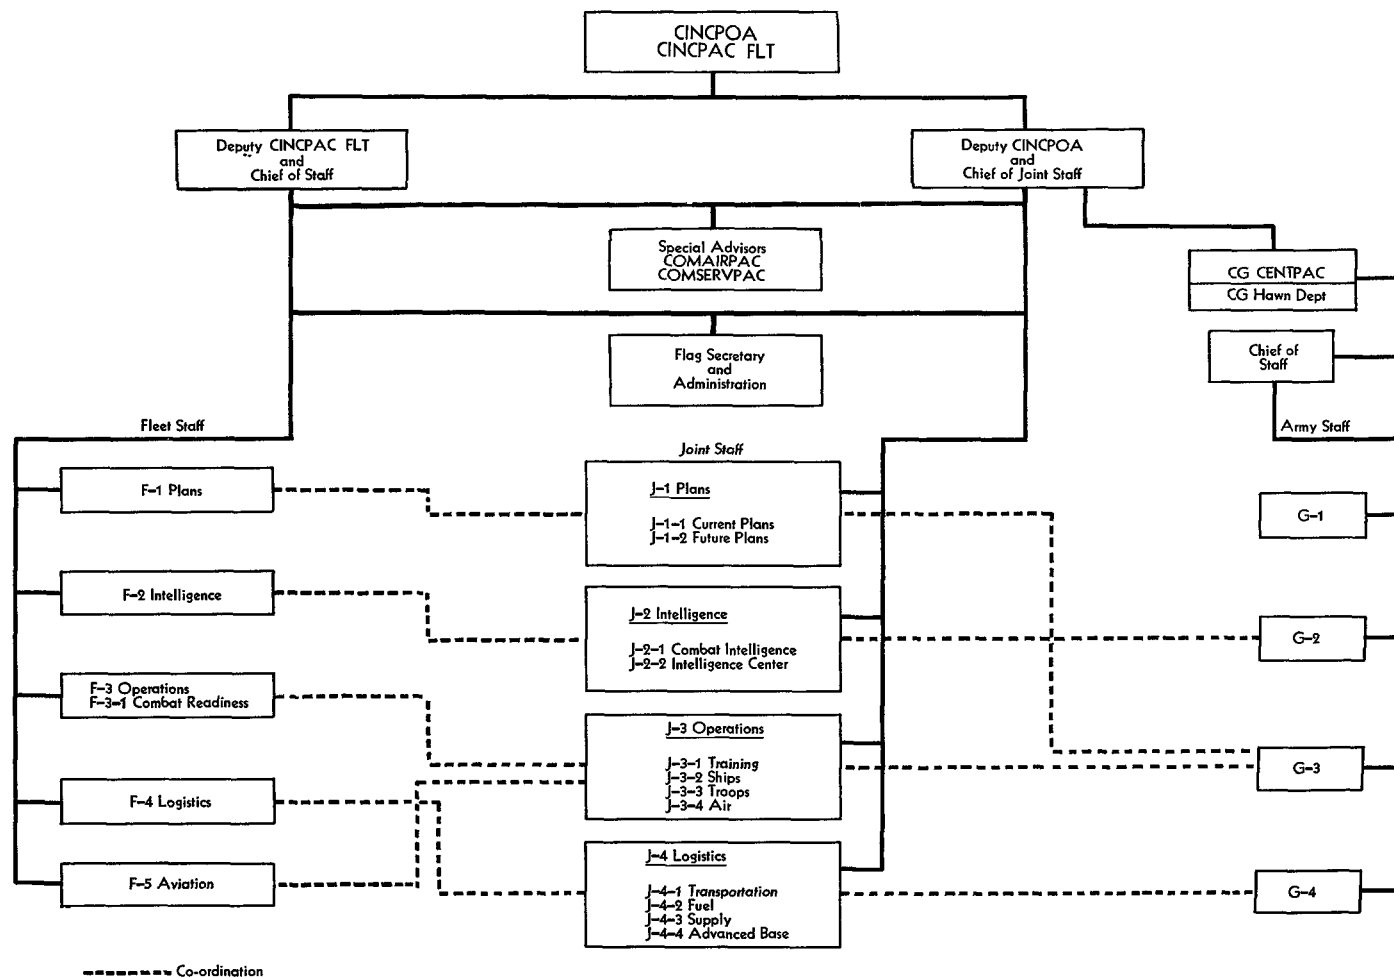 CINCPOA
CINCPAC FLT
Deputy CINCPAC FLT
and
Chief of Staff
Deputy CINCPOA
and
Chief of Joint Staff
Special Advisors
COMAIRPAC
COMSERVPAC
CG CENTPAC
CG Hawn Dept
Flag Secretary
and
Administration
Chief of
Staff
Fleet Staff
Army Staff
Joint Staff
F-1 Plans
J-1 Plans
J-1-1 Current Plans
J-1-2 Future Plans
G-1
F-2 Intelligence
J-2 Intelligence
J-2-1 Combat Intelligence
J-2-2 Intelligence Center
G-2
F-3 Operations
F-3-1 Combat Readiness
J-3 Operations
J-3-1 Training
J-3-2 Ships
J-3-3 Troops
J-3-4 Air
G-3
F-4 Logistics
J-4 Logistics
J-4-1 Transportation
J-4-2 Fuel
J-4-3 Supply
J-4-4 Advanced Base
G-4
F-5 Aviation
Co-ordination